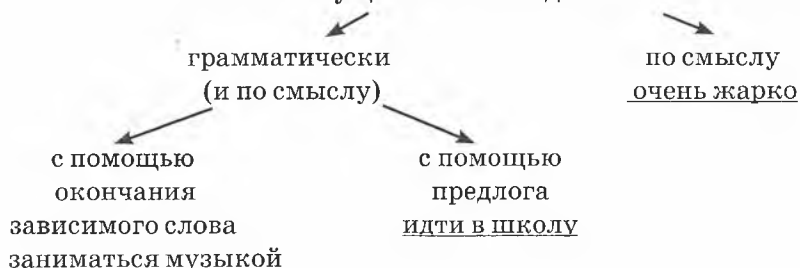 грамматически
(и по смыслу)
по смыслу
очень жарко
с помощью
окончания
зависимого слова
заниматься музыкой
с помощью
предлога
идти в школу